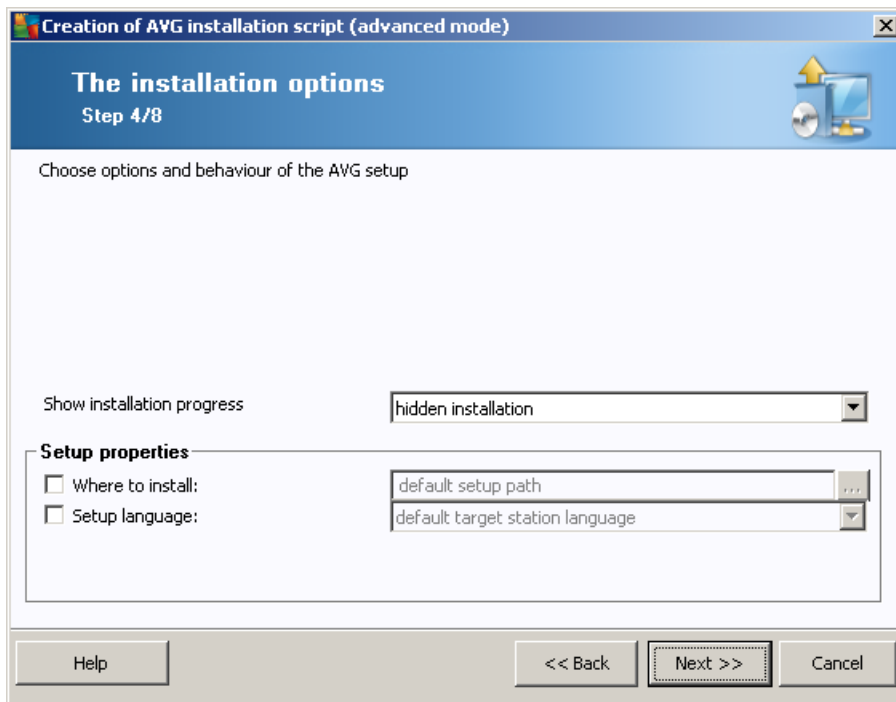 Creation of AVG installation script (advanced mode)
The installation options
Step 4/8
Choose options and behaviour of the AVG setup
Show installation progress
hidden installation
Setup properties
Where to install:
default setup path
...
Setup language:
default target station language
Help
<< Back
Next >>
Cancel